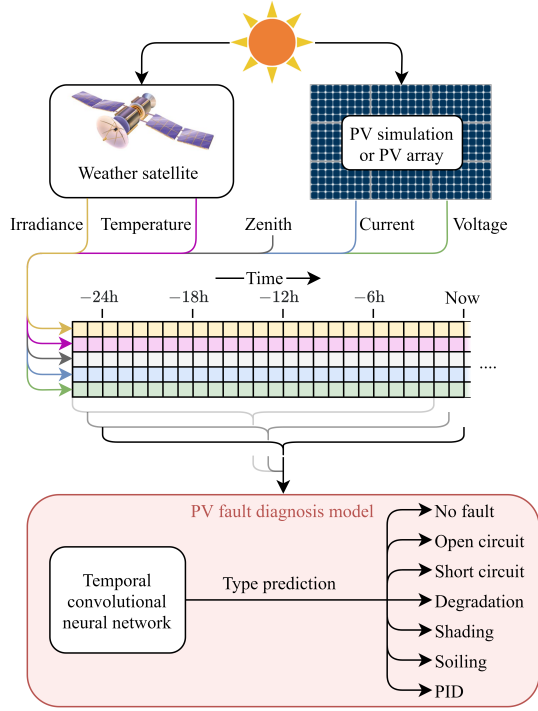 Weather satellite
PV simulation
or PV array
Irradiance
Temperature
Zenith
Current
Voltage
Time
−24h
−18h
−12h
−6h
Now
....
PV fault diagnosis model
Temporal
convolutional
neural network
Type prediction
No fault
Open circuit
Short circuit
Degradation
Shading
Soiling
PID